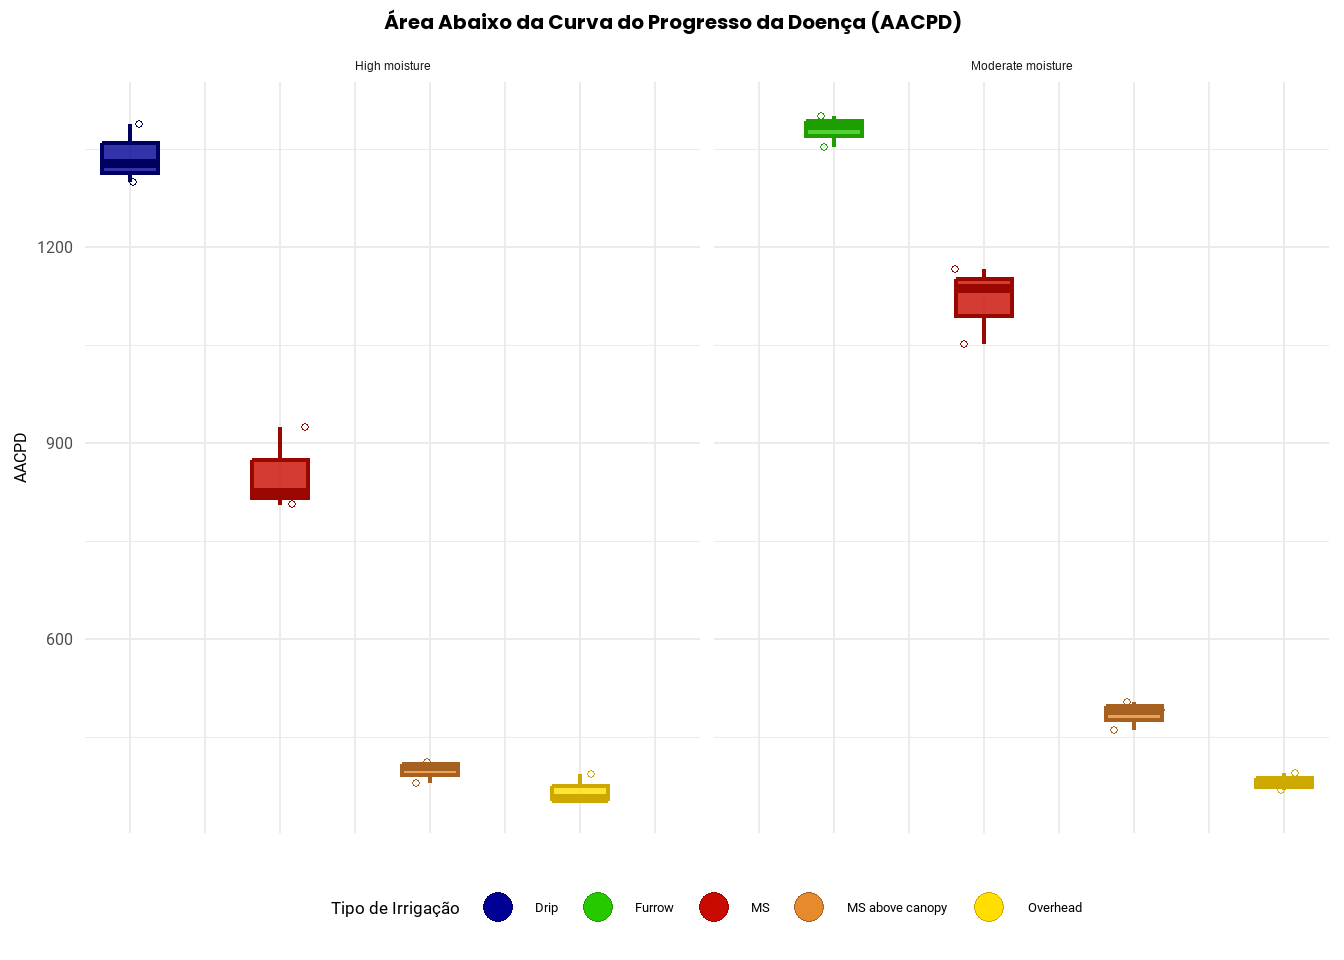 Área Abaixo da Curva do Progresso da Doença (AACPD)
High moisture
Moderate moisture
1200
900
600
AACPD
Tipo de Irrigação
Drip
Furrow
MS
MS above canopy
Overhead